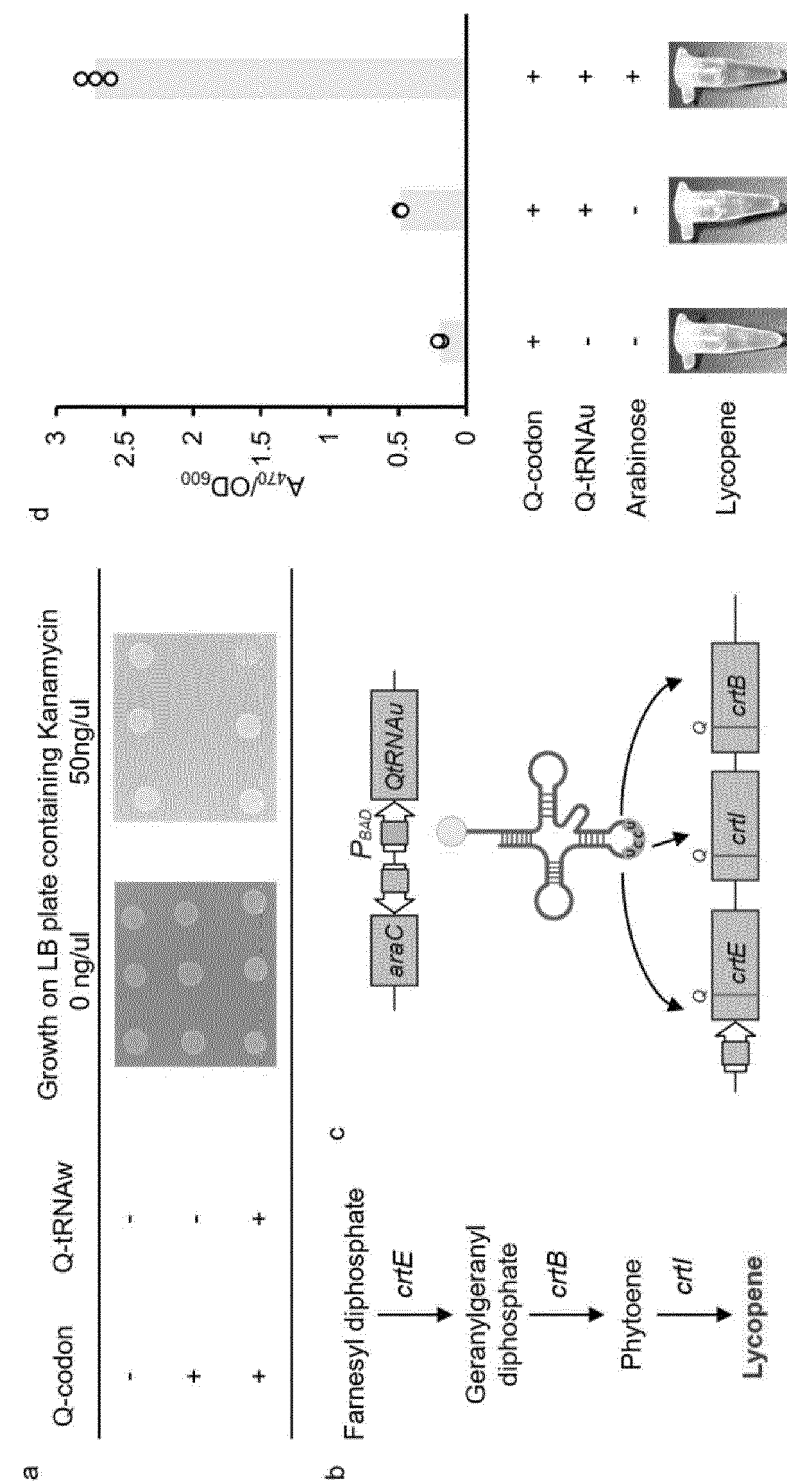 a
Q-codon Q-tRNAw Growth on LB plate containing Kanamycin
0 ng/ul 50ng/ul
- -
+ -
+ +
b
Farnesyl diphosphate
crtE
Geranylgeranyl
diphosphate
crtB
Phytoene
crtI
Lycopene
c
araC PBAD QtRNAu
U C C U
Q Q Q
crtE crtI crtB
d
A470/OD600
3
2.5
2
1.5
1
0.5
0
Q-codon + + +
Q-tRNAu - + +
Arabinose - - +
Lycopene